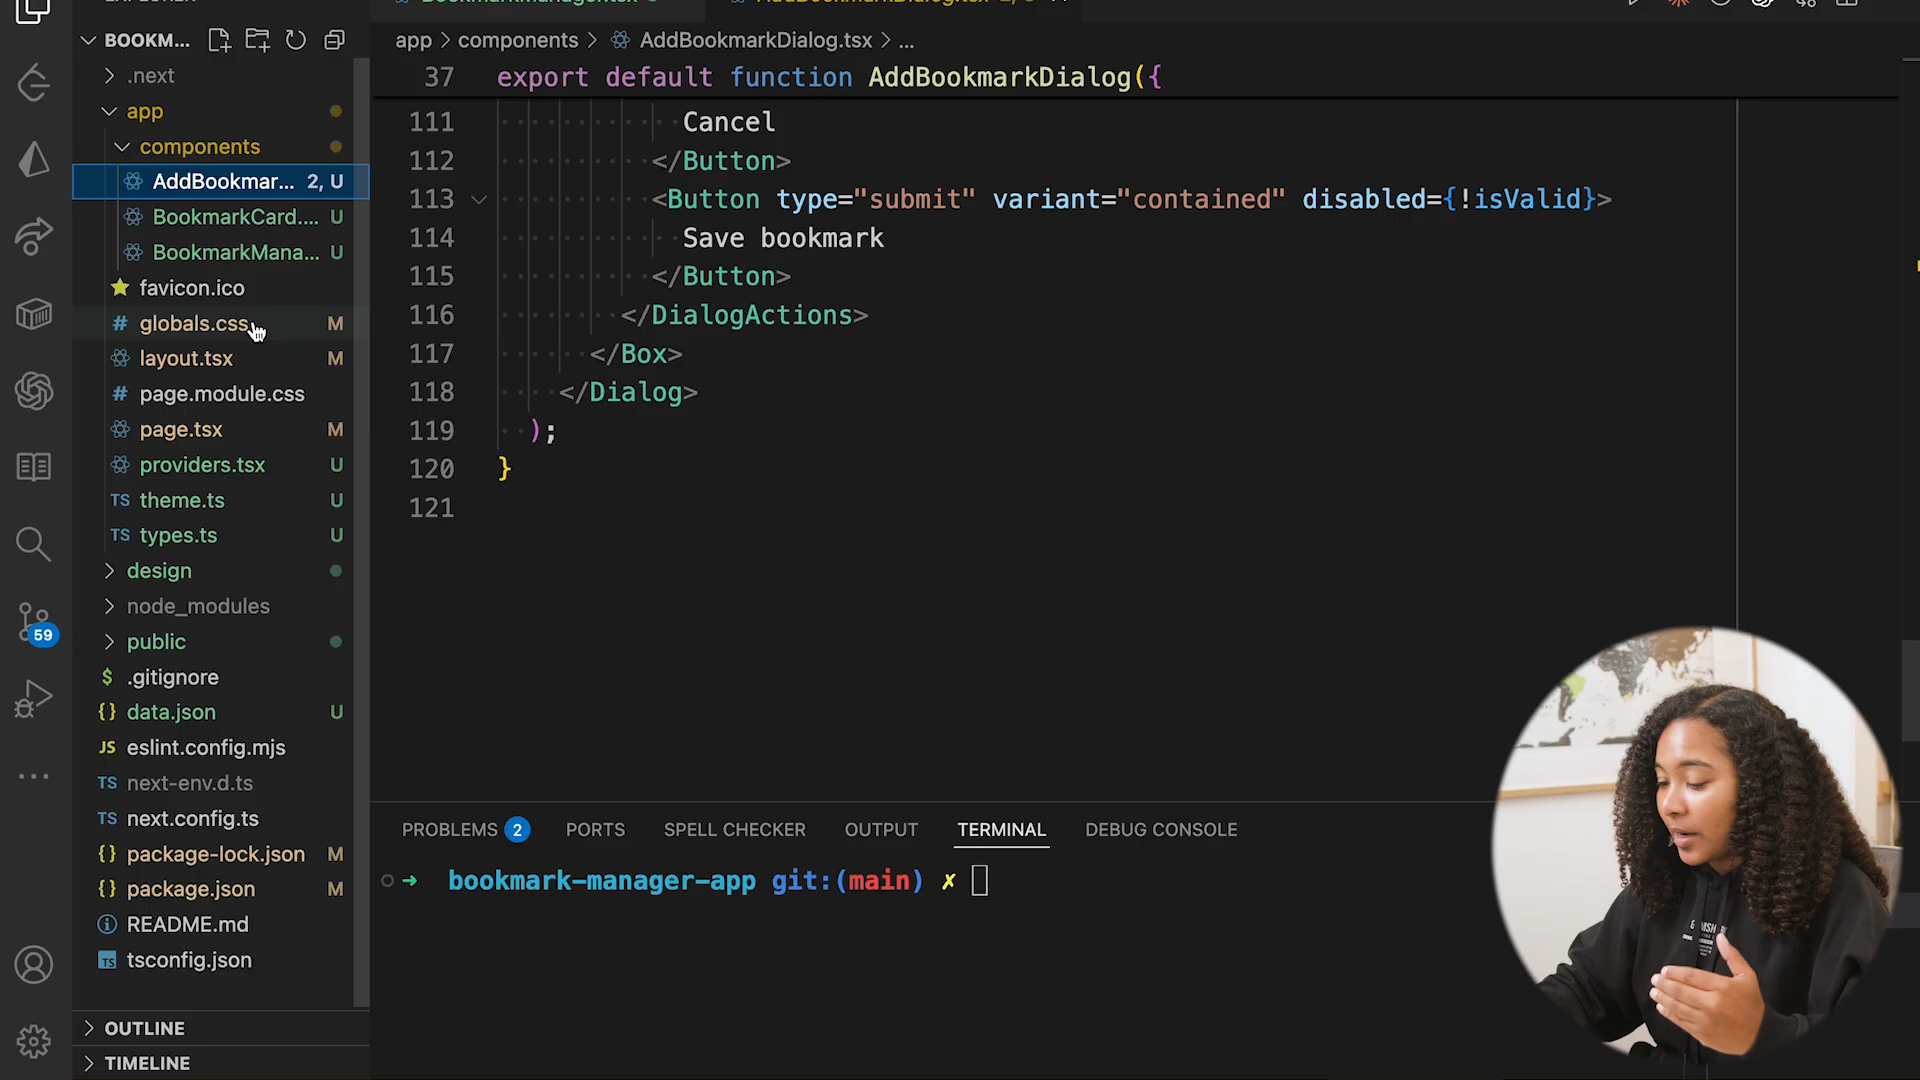 BOOKM...
.next
app
components
AddBookmar... 2, U
BookmarkCard.... U
BookmarkMana... U
favicon.ico
globals.css M
layout.tsx M
page.module.css
page.tsx M
providers.tsx U
TS theme.ts U
TS types.ts U
design
node_modules
public
$ .gitignore
{} data.json U
JS eslint.config.mjs
TS next-env.d.ts
TS next.config.ts
{} package-lock.json M
{} package.json M
README.md
TS tsconfig.json
OUTLINE
TIMELINE
59
app > components > AddBookmarkDialog.tsx > ...
37 export default function AddBookmarkDialog({
111 Cancel
112 </Button>
113 <Button type="submit" variant="contained" disabled={!isValid}>
114 Save bookmark
115 </Button>
116 </DialogActions>
117 </Box>
118 </Dialog>
119 );
120 }
121
PROBLEMS 2 PORTS SPELL CHECKER OUTPUT TERMINAL DEBUG CONSOLE
➜ bookmark-manager-app git:(main) ✗